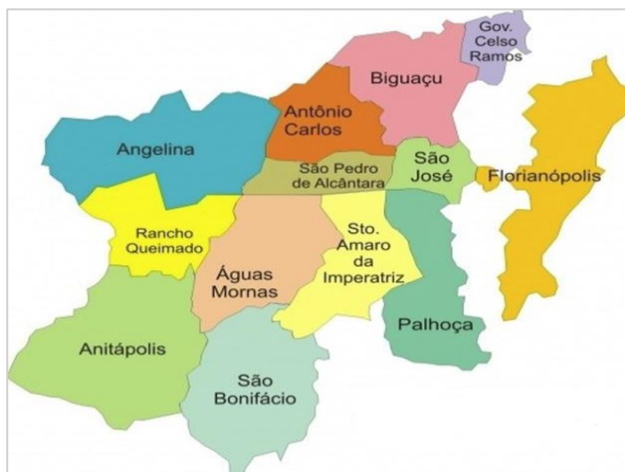 Gov.
Celso
Ramos
Biguaçu
Antônio
Carlos
Angelina
São Pedro
de Alcântara
São
José
Florianópolis
Rancho
Queimado
Sto.
Amaro
da
Imperatriz
Águas
Mornas
Palhoça
Anitápolis
São
Bonifácio